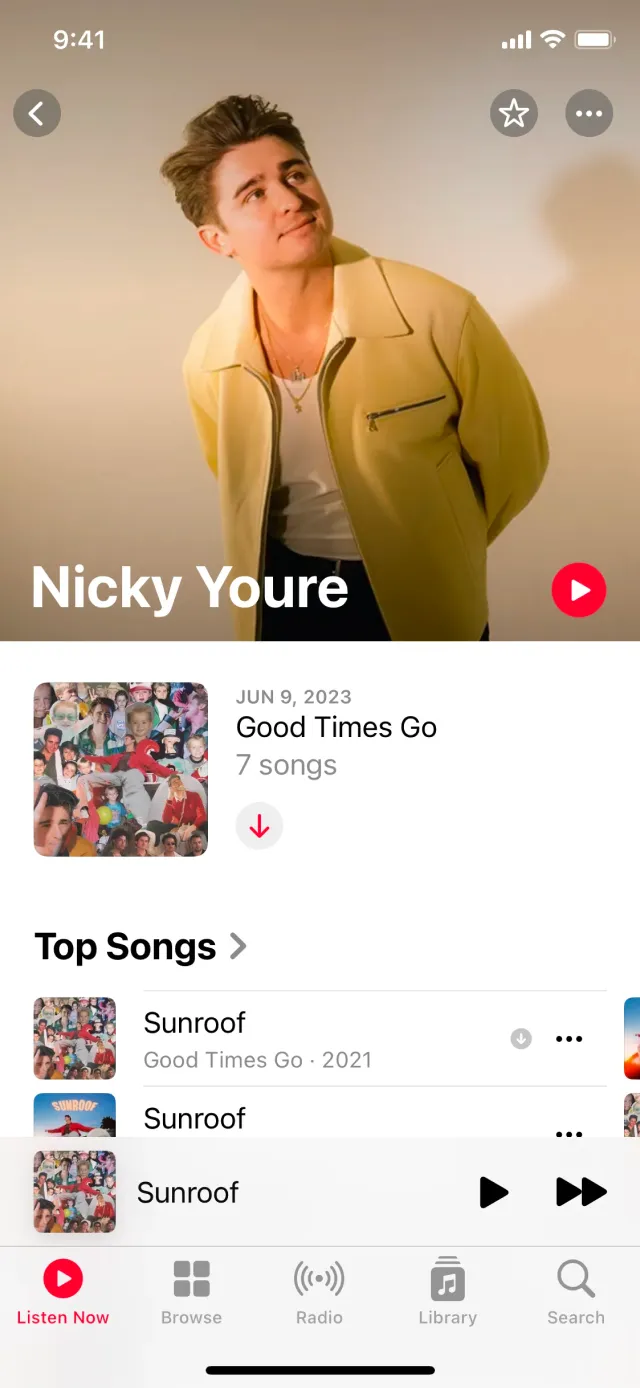 9:41
Nicky Youre
JUN 9, 2023
Good Times Go
7 songs
Top Songs
Sunroof
Good Times Go · 2021
SUNROOF
Sunroof
Sunroof
Listen Now
Browse
Radio
Library
Search